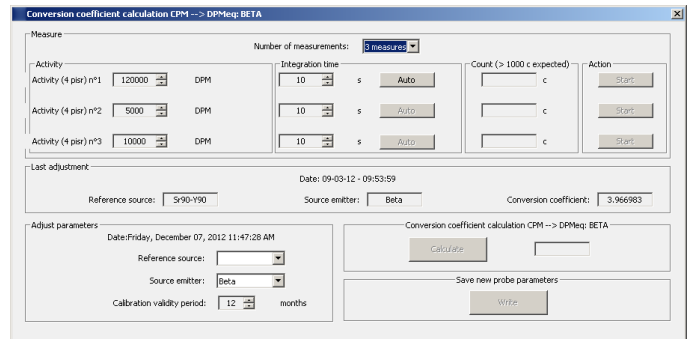 Conversion coefficient calculation CPM --> DPMeq: BETA
Measure
Number of measurements: 3 measures
Activity Integration time Count (> 1000 c expected) Action
Activity (4 pisr) n°1 120000 DPM 10 s Auto c Start
Activity (4 pisr) n°2 5000 DPM 10 s Auto c Start
Activity (4 pisr) n°3 10000 DPM 10 s Auto c Start
Last adjustment
Date: 09-03-12 - 09:53:59
Reference source: Sr90-Y90 Source emitter: Beta Conversion coefficient: 3.966983
Adjust parameters
Date:Friday, December 07, 2012 11:47:28 AM
Reference source:
Source emitter: Beta
Calibration validity period: 12 months
Conversion coefficient calculation CPM --> DPMeq: BETA
Calculate
Save new probe parameters
Write